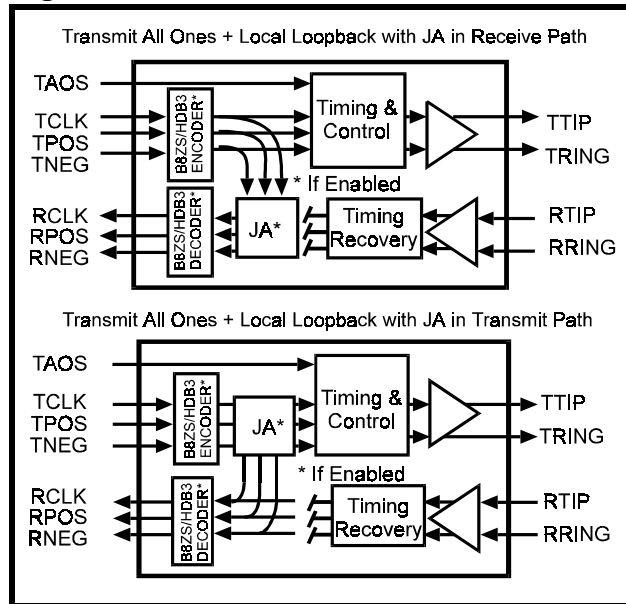 Transmit All Ones + Local Loopback with JA in Receive Path
TAOS
TCLK
TPOS
TNEG
B8ZS/HDB3
ENCODER*
Timing &
Control
TTIP
TRING
* If Enabled
RCLK
RPOS
RNEG
B8ZS/HDB3
DECODER*
JA*
Timing
Recovery
RTIP
RRING
Transmit All Ones + Local Loopback with JA in Transmit Path
TAOS
TCLK
TPOS
TNEG
B8ZS/HDB3
ENCODER*
JA*
Timing &
Control
TTIP
TRING
* If Enabled
RCLK
RPOS
RNEG
B8ZS/HDB3
DECODER*
Timing
Recovery
RTIP
RRING